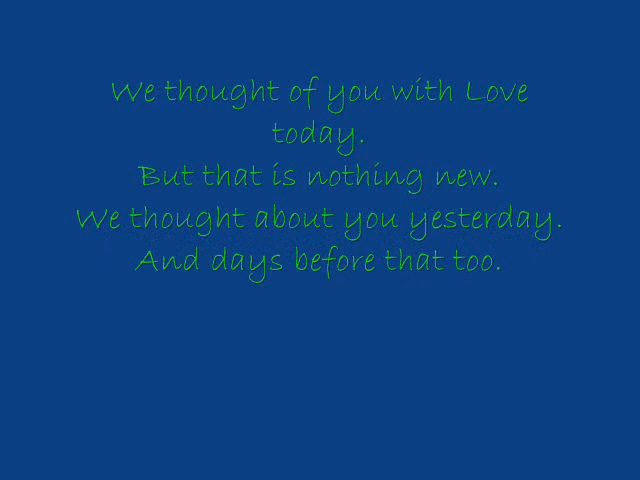 We thought of you with Love
today.
But that is nothing new.
We thought about you yesterday.
And days before that too.